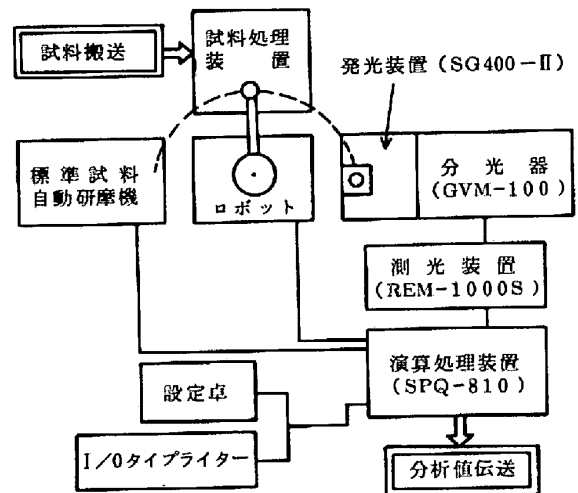 試料搬送
試料処理
装置
発光装置(SG400-Ⅱ)
標準試料
自動研磨機
ロボット
分光器
(GVM-100)
測光装置
(REM-1000S)
演算処理装置
(SPQ-810)
設定卓
I/Oタイプライター
分析値伝送